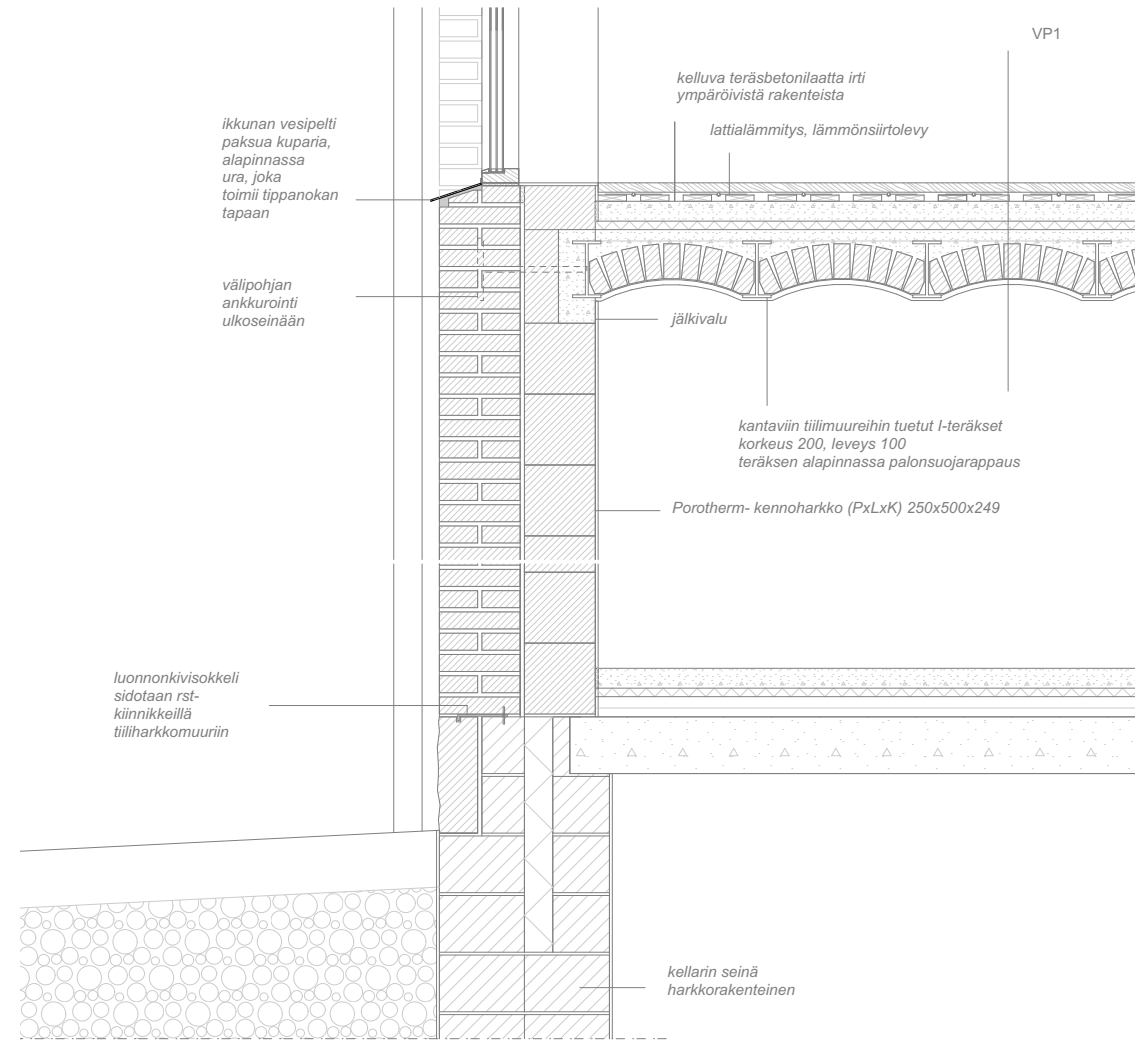 VP1
kelluva teräsbetonilaatta irti
ympäröivistä rakenteista
lattialämmitys, lämmönsiirtolevy
ikkunan vesipelti
paksua kuparia,
alapinnassa
ura, joka
toimii tippanokan
tapaan
välipohjan
ankkurointi
ulkoseinään
jälkivalu
kantaviin tiilimuureihin tuetut I-teräkset
korkeus 200, leveys 100
teräksen alapinnassa palonsuojarappaus
Porotherm- kennoharkko (PxLxK) 250x500x249
luonnonkivisokkeli
sidotaan rst-
kiinnikkeillä
tiiliharkkomuuriin
kellarin seinä
harkkorakenteinen